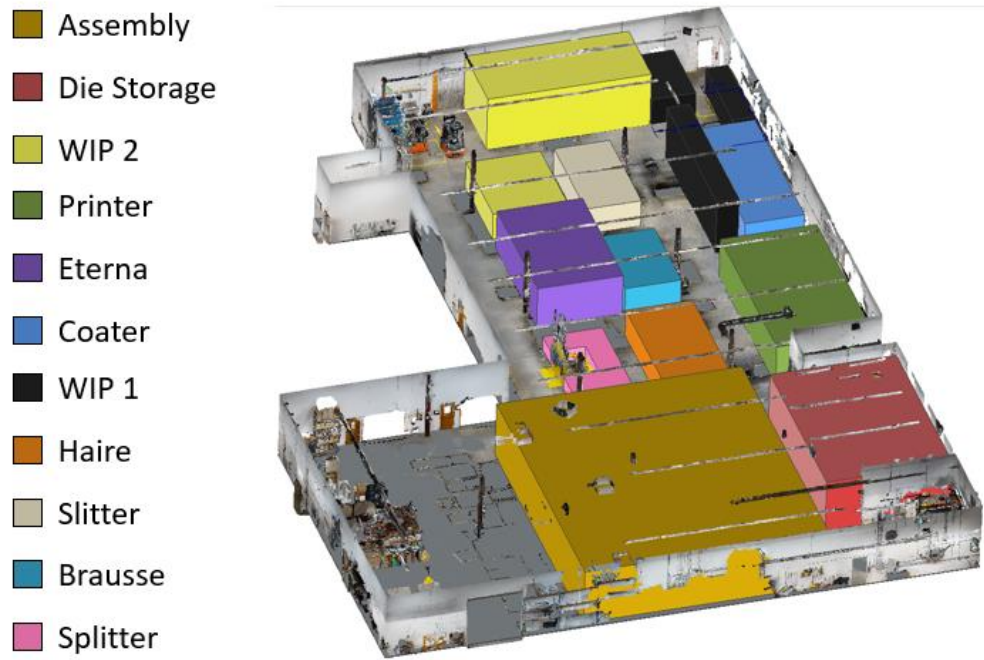 Assembly
Die Storage
WIP 2
Printer
Eterna
Coater
WIP 1
Haire
Slitter
Brausse
Splitter